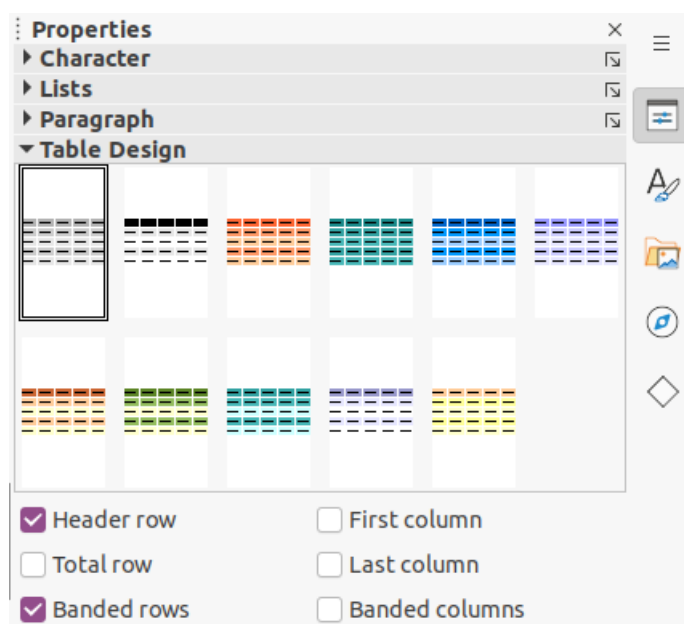 Properties
Character
Lists
Paragraph
Table Design
Header row
First column
Total row
Last column
Banded rows
Banded columns